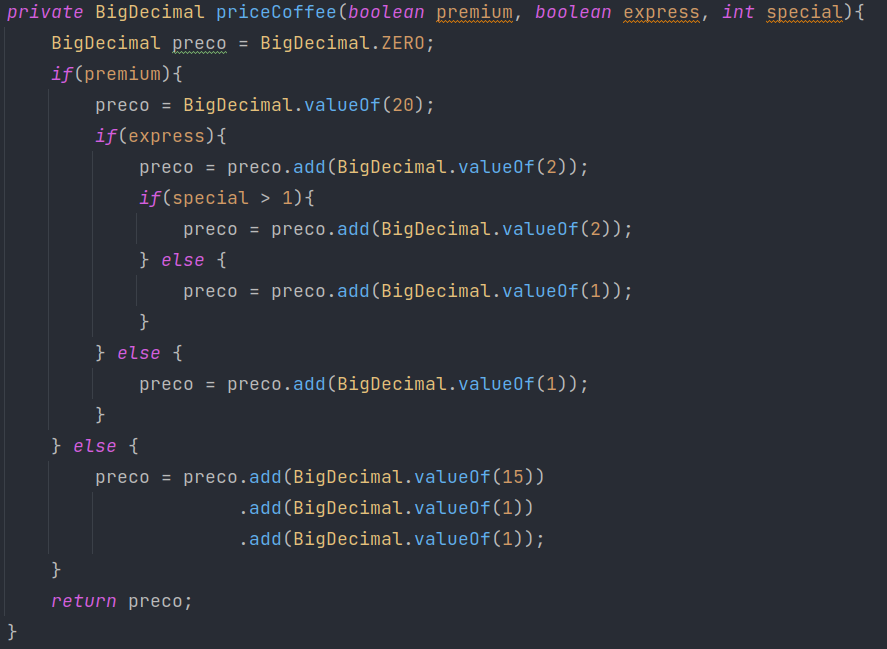 private BigDecimal priceCoffee(boolean premium, boolean express, int special){
    BigDecimal preco = BigDecimal.ZERO;
    if(premium){
        preco = BigDecimal.valueOf(20);
        if(express){
            preco = preco.add(BigDecimal.valueOf(2));
            if(special > 1){
                preco = preco.add(BigDecimal.valueOf(2));
            } else {
                preco = preco.add(BigDecimal.valueOf(1));
            }
        } else {
            preco = preco.add(BigDecimal.valueOf(1));
        }
    } else {
        preco = preco.add(BigDecimal.valueOf(15))
                     .add(BigDecimal.valueOf(1))
                     .add(BigDecimal.valueOf(1));
    }
    return preco;
}